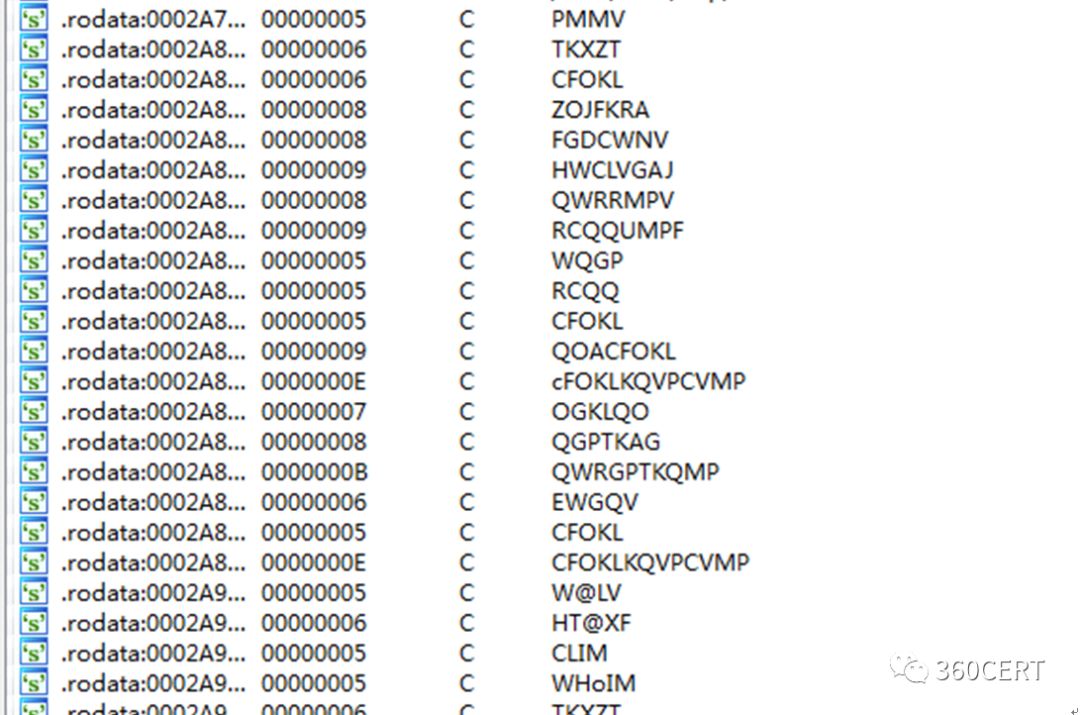 's' .rodata:0002A7... 00000005 C PMMV
's' .rodata:0002A8... 00000006 C TKXZT
's' .rodata:0002A8... 00000006 C CFOKL
's' .rodata:0002A8... 00000008 C ZOJFKRA
's' .rodata:0002A8... 00000008 C FGDCWNV
's' .rodata:0002A8... 00000009 C HWCLVGAJ
's' .rodata:0002A8... 00000008 C QWRRMPV
's' .rodata:0002A8... 00000009 C RCQQUMPF
's' .rodata:0002A8... 00000005 C WQGP
's' .rodata:0002A8... 00000005 C RCQQ
's' .rodata:0002A8... 00000005 C CFOKL
's' .rodata:0002A8... 00000009 C QOACFOKL
's' .rodata:0002A8... 0000000E C cFOKLKQVPCVMP
's' .rodata:0002A8... 00000007 C OGKLQO
's' .rodata:0002A8... 00000008 C QGPTKAG
's' .rodata:0002A8... 0000000B C QWRGPTKQMP
's' .rodata:0002A8... 00000006 C EWGQV
's' .rodata:0002A8... 00000005 C CFOKL
's' .rodata:0002A8... 0000000E C CFOKLKQVPCVMP
's' .rodata:0002A9... 00000005 C W@LV
's' .rodata:0002A9... 00000006 C HT@XF
's' .rodata:0002A9... 00000005 C CLIM
's' .rodata:0002A9... 00000005 C WHoIM
's' .rodata:0002A9... 00000006 C TKXZT
360CERT